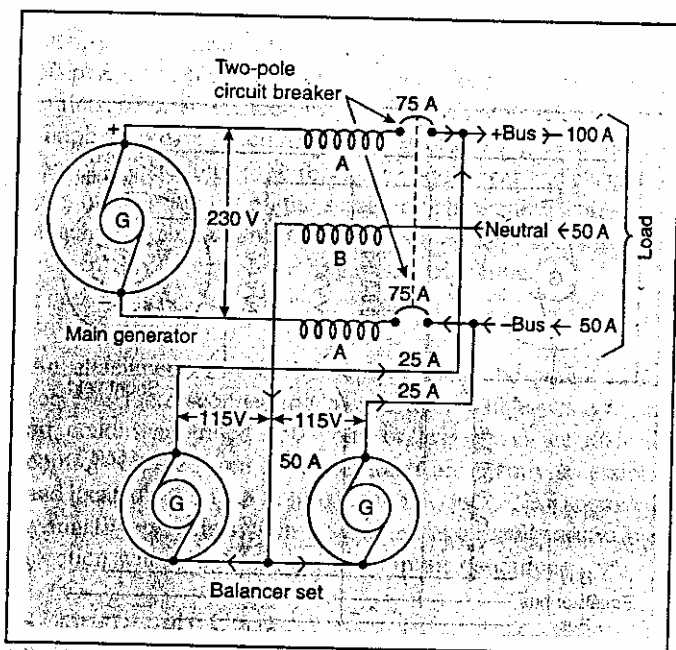 Two-pole
circuit breaker
75 A
+
A
+Bus
100 A
G
230 V
B
Neutral
50 A
Load
75 A
–
Main generator
A
–Bus
50 A
25 A
25 A
115V
115V
50 A
G
G
Balancer set